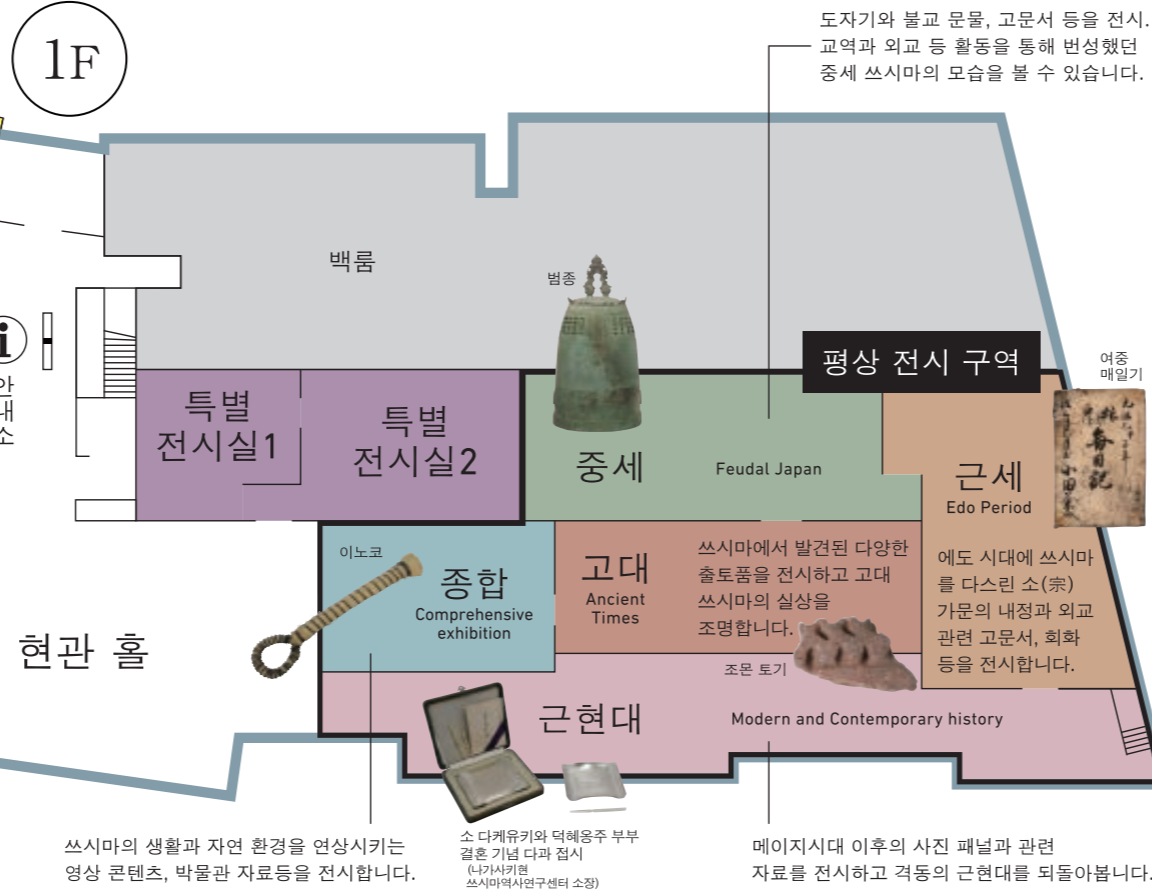 1F
도자기와 불교 문물, 고문서 등을 전시.
교역과 외교 등 활동을 통해 번성했던
중세 쓰시마의 모습을 볼 수 있습니다.
백룸
범종
평상 전시 구역
여중
매일기
i
안
내
소
특별
전시실1
특별
전시실2
중세
Feudal Japan
근세
Edo Period
에도 시대에 쓰시마
를 다스린 소(宗)
가문의 내정과 외교
관련 고문서, 회화
등을 전시합니다.
毎日記
이노코
종합
Comprehensive
exhibition
고대
Ancient
Times
쓰시마에서 발견된 다양한
출토품을 전시하고 고대
쓰시마의 실상을
조명합니다.
조몬 토기
현관 홀
근현대
Modern and Contemporary history
쓰시마의 생활과 자연 환경을 연상시키는
영상 콘텐츠, 박물관 자료등을 전시합니다.
소 다케유키와 덕혜옹주 부부
결혼 기념 다과 접시
(나가사키현
쓰시마역사연구센터 소장)
메이지시대 이후의 사진 패널과 관련
자료를 전시하고 격동의 근현대를 되돌아봅니다.